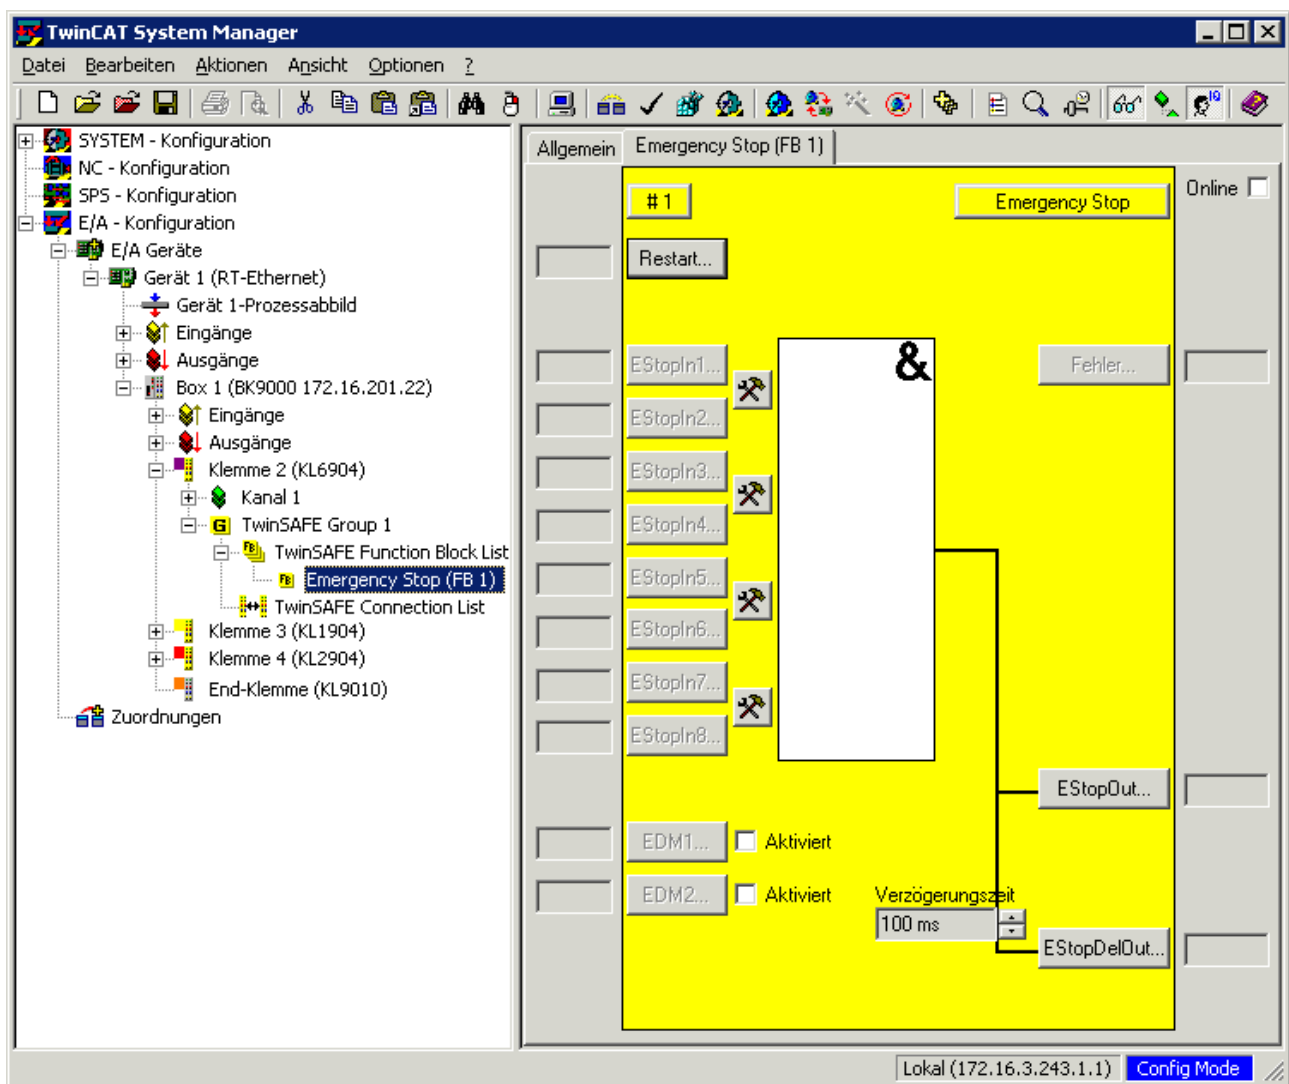 TwinCAT System Manager
Datei Bearbeiten Aktionen Ansicht Optionen ?
SYSTEM - Konfiguration
NC - Konfiguration
SPS - Konfiguration
E/A - Konfiguration
E/A Geräte
Gerät 1 (RT-Ethernet)
Gerät 1-Prozessabbild
Eingänge
Ausgänge
Box 1 (BK9000 172.16.201.22)
Eingänge
Ausgänge
Klemme 2 (KL6904)
Kanal 1
G TwinSAFE Group 1
FB TwinSAFE Function Block List
FB Emergency Stop (FB 1)
TwinSAFE Connection List
Klemme 3 (KL1904)
Klemme 4 (KL2904)
End-Klemme (KL9010)
Zuordnungen
Allgemein Emergency Stop (FB 1)
# 1 Emergency Stop Online
Restart...
&
EStopIn1... Fehler...
EStopIn2...
EStopIn3...
EStopIn4...
EStopIn5...
EStopIn6...
EStopIn7...
EStopIn8...
EStopOut...
EDM1... Aktiviert
EDM2... Aktiviert Verzögerungszeit
100 ms
EStopDelOut...
Lokal (172.16.3.243.1.1) Config Mode